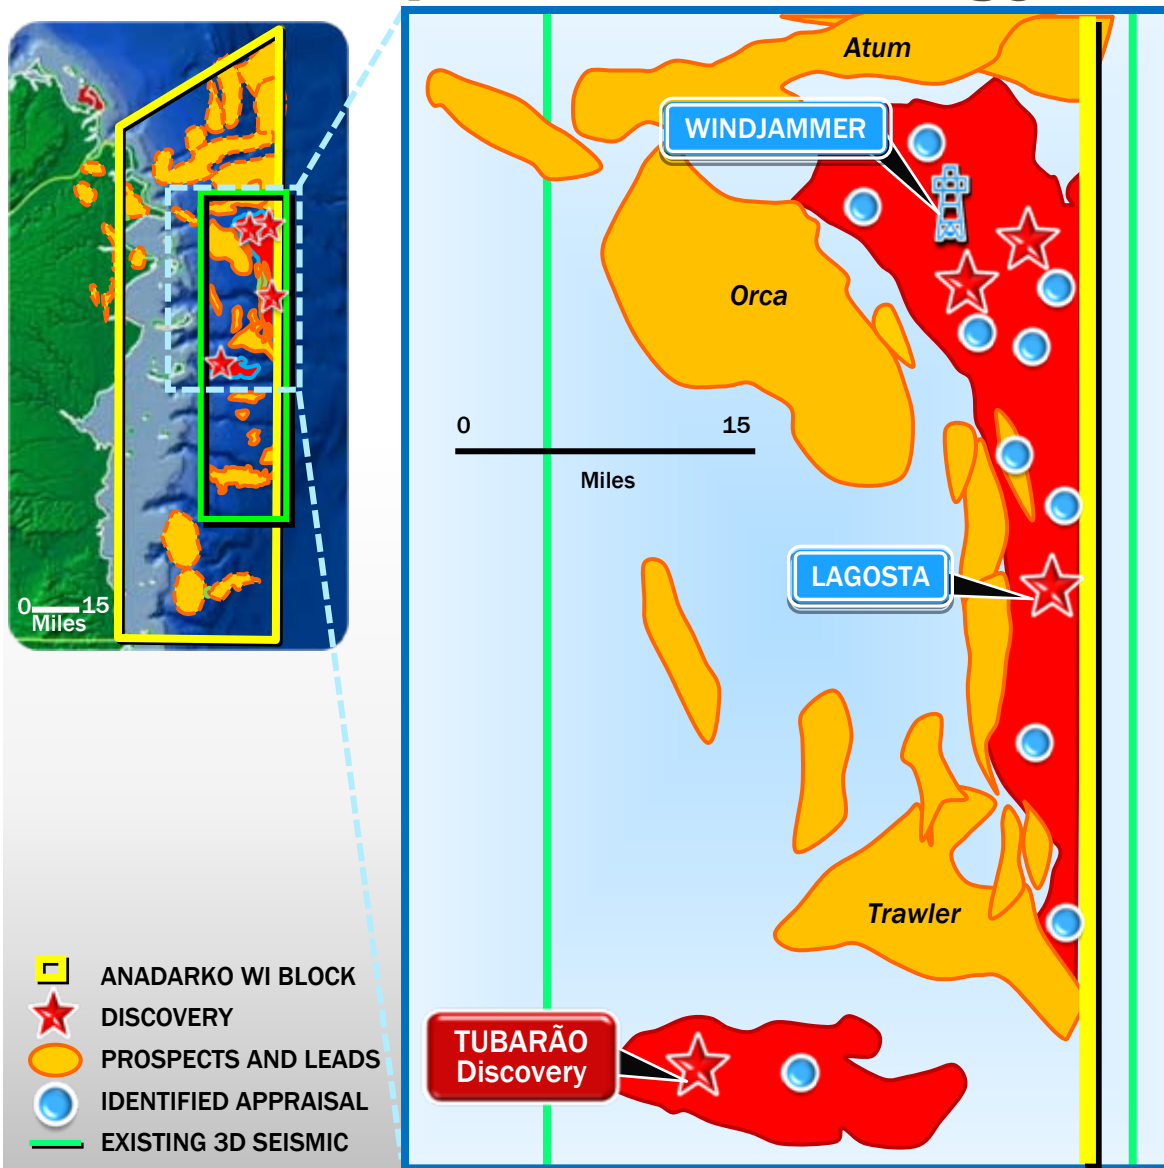 Atum
WINDJAMMER
Orca
0 15
Miles
LAGOSTA
0 15
Miles
Trawler
ANADARKO WI BLOCK
DISCOVERY
PROSPECTS AND LEADS
IDENTIFIED APPRAISAL
EXISTING 3D SEISMIC
TUBARÃO
Discovery